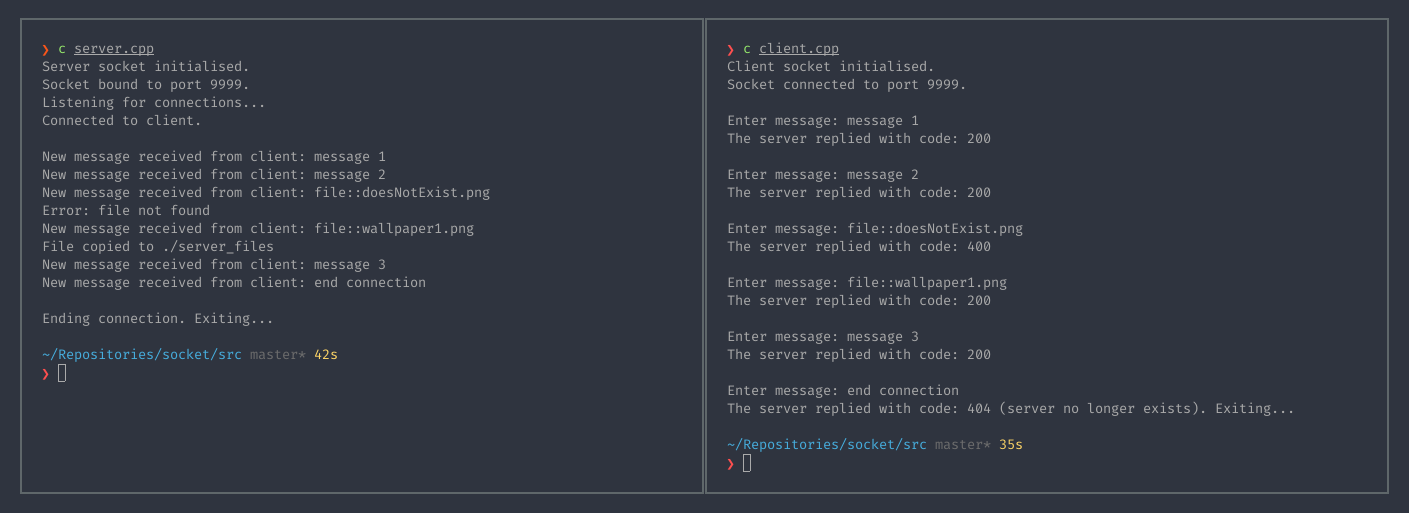 ❯ c server.cpp
Server socket initialised.
Socket bound to port 9999.
Listening for connections...
Connected to client.
New message received from client: message 1
New message received from client: message 2
New message received from client: file::doesNotExist.png
Error: file not found
New message received from client: file::wallpaper1.png
File copied to ./server_files
New message received from client: message 3
New message received from client: end connection
Ending connection. Exiting...
~/Repositories/socket/src master* 42s
❯
❯ c client.cpp
Client socket initialised.
Socket connected to port 9999.
Enter message: message 1
The server replied with code: 200
Enter message: message 2
The server replied with code: 200
Enter message: file::doesNotExist.png
The server replied with code: 400
Enter message: file::wallpaper1.png
The server replied with code: 200
Enter message: message 3
The server replied with code: 200
Enter message: end connection
The server replied with code: 404 (server no longer exists). Exiting...
~/Repositories/socket/src master* 35s
❯